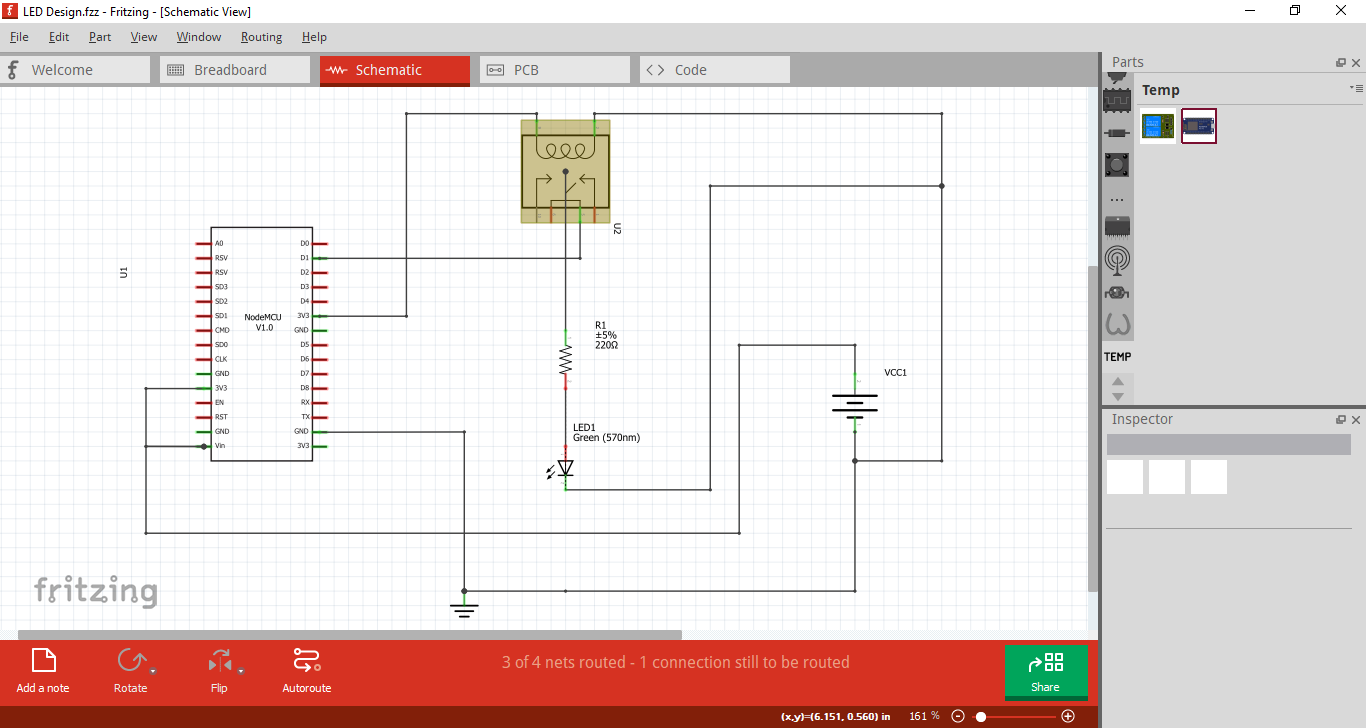 LED Design.fzz - Fritzing - [Schematic View]
File Edit Part View Window Routing Help
Welcome
Breadboard
Schematic
PCB
Code
Parts
Temp
TEMP
Inspector
U2
U1
A0 D0
RSV D1
RSV D2
SD3 D3
SD2 D4
SD1 3V3
CMD GND
SD0 D5
CLK D6
GND D7
3V3 D8
EN RX
RST TX
GND GND
Vin 3V3
NodeMCU
V1.0
R1
±5%
220Ω
VCC1
LED1
Green (570nm)
fritzing
Add a note
Rotate
Flip
Autoroute
3 of 4 nets routed - 1 connection still to be routed
Share
(x,y)=(6.151, 0.560) in
161 %